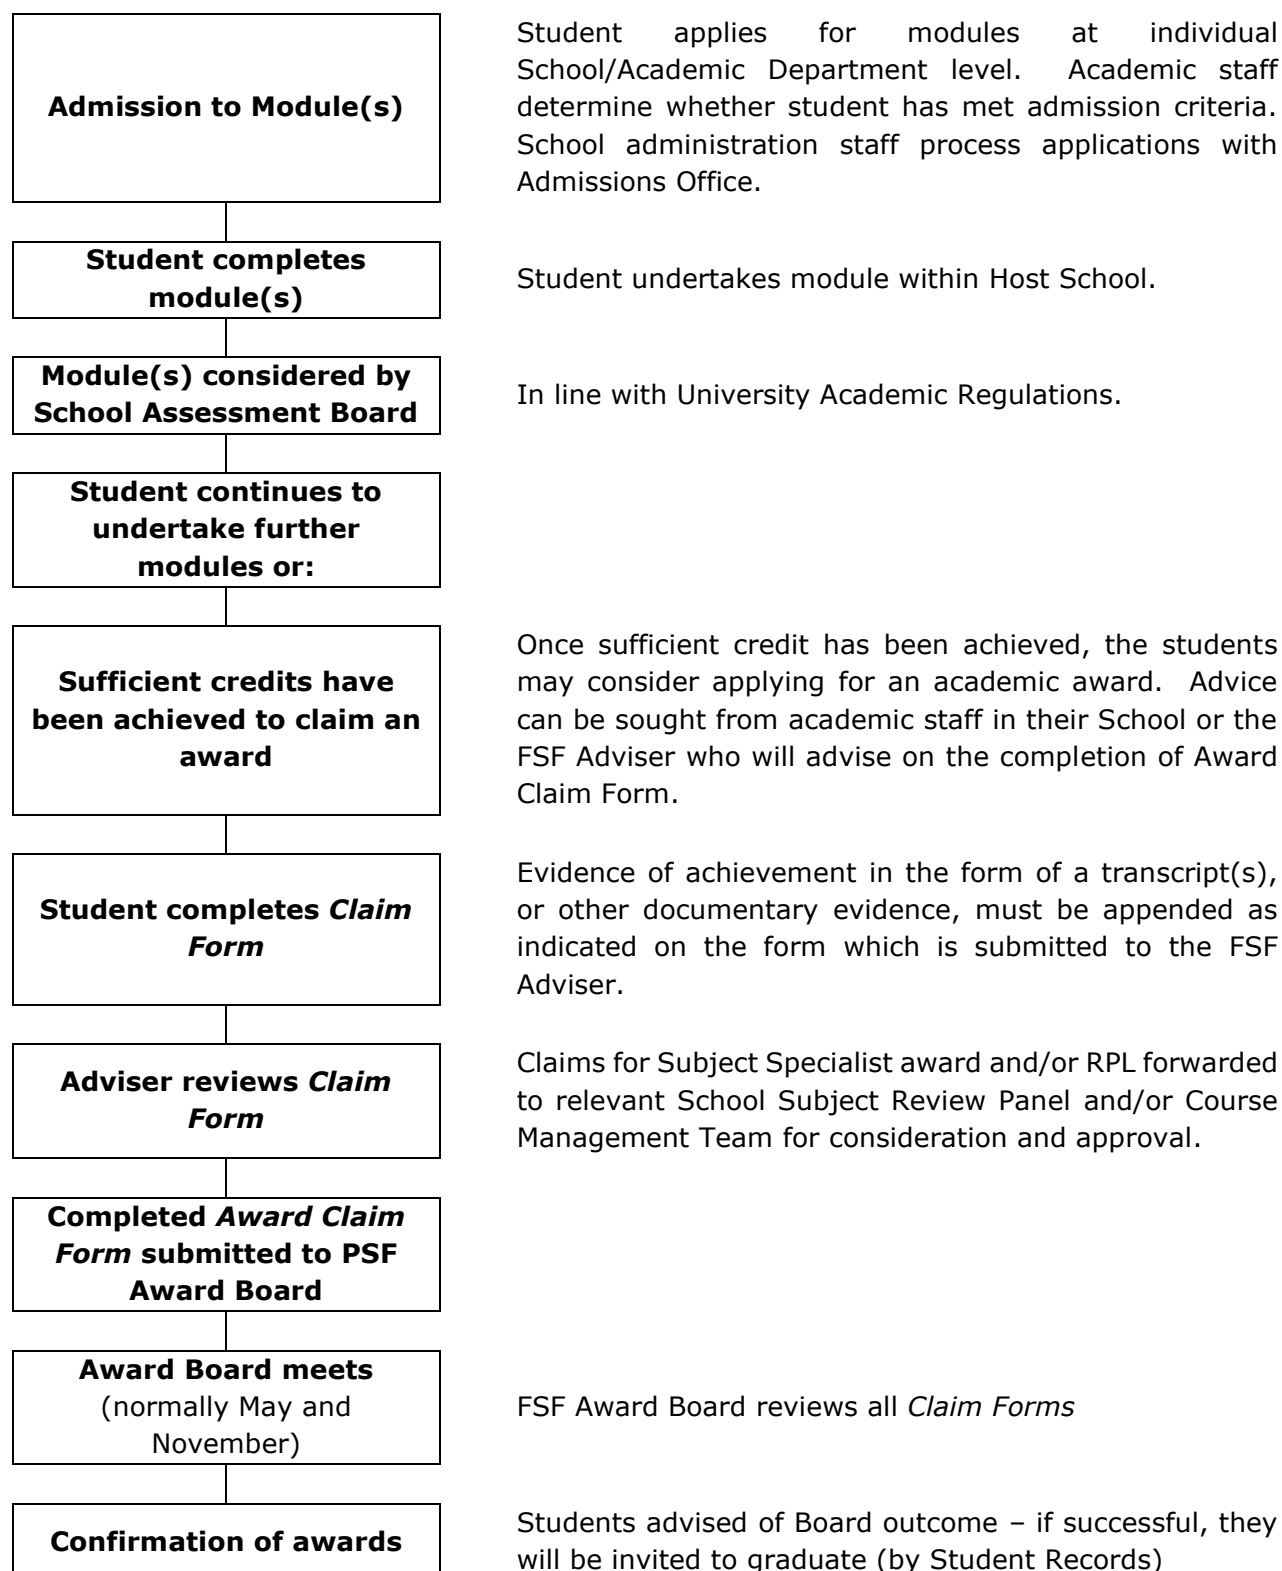 Admission to Module(s)
Student applies for modules at individual
School/Academic Department level. Academic staff
determine whether student has met admission criteria.
School administration staff process applications with
Admissions Office.
Student completes
module(s)
Student undertakes module within Host School.
Module(s) considered by
School Assessment Board
In line with University Academic Regulations.
Student continues to
undertake further
modules or:
Sufficient credits have
been achieved to claim an
award
Once sufficient credit has been achieved, the students
may consider applying for an academic award. Advice
can be sought from academic staff in their School or the
FSF Adviser who will advise on the completion of Award
Claim Form.
Student completes Claim
Form
Evidence of achievement in the form of a transcript(s),
or other documentary evidence, must be appended as
indicated on the form which is submitted to the FSF
Adviser.
Adviser reviews Claim
Form
Claims for Subject Specialist award and/or RPL forwarded
to relevant School Subject Review Panel and/or Course
Management Team for consideration and approval.
Completed Award Claim
Form submitted to PSF
Award Board
Award Board meets
(normally May and
November)
FSF Award Board reviews all Claim Forms
Confirmation of awards
Students advised of Board outcome – if successful, they
will be invited to graduate (by Student Records)